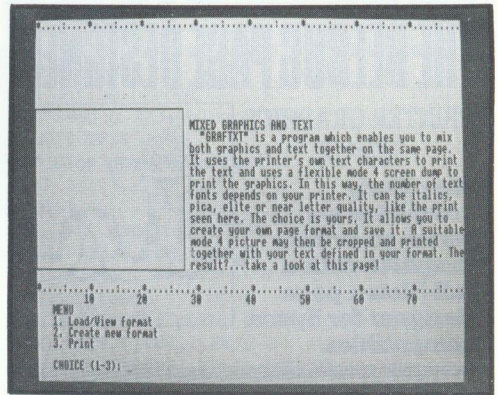 MIXED GRAPHICS AND TEXT
"GRAFTXT" is a program which enables you to mix
both graphics and text together on the same page.
It uses the printer's own text characters to print
the text and uses a flexible mode 4 screen dump to
print the graphics. In this way, the number of text
fonts depends on your printer. It can be italics,
pica, elite or near letter quality, like the print
seen here. The choice is yours. It allows you to
create your own page format and save it. A suitable
mode 4 picture may then be cropped and printed
together with your text defined in your format. The
result?...take a look at this page!
10 20 30 40 50 60 70
MENU
1. Load/View format
2. Create new format
3. Print
CHOICE (1-3): _